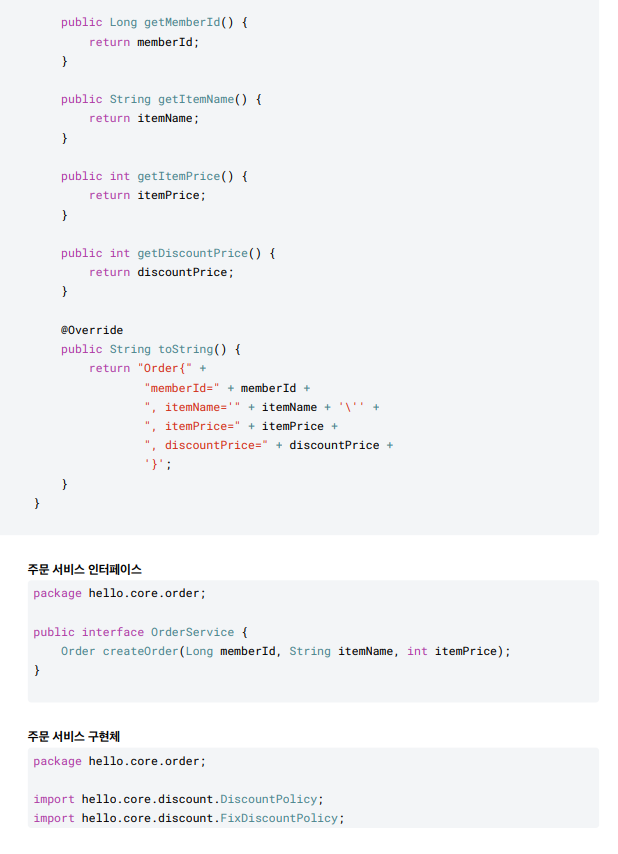 public Long getMemberId() {
return memberId;
}
public String getItemName() {
return itemName;
}
public int getItemPrice() {
return itemPrice;
}
public int getDiscountPrice() {
return discountPrice;
}
@Override
public String toString() {
return "Order{" +
"memberId=" + memberId +
", itemName='" + itemName + '\'' +
", itemPrice=" + itemPrice +
", discountPrice=" + discountPrice +
'}';
}
}
주문 서비스 인터페이스
package hello.core.order;
public interface OrderService {
Order createOrder(Long memberId, String itemName, int itemPrice);
}
주문 서비스 구현체
package hello.core.order;
import hello.core.discount.DiscountPolicy;
import hello.core.discount.FixDiscountPolicy;